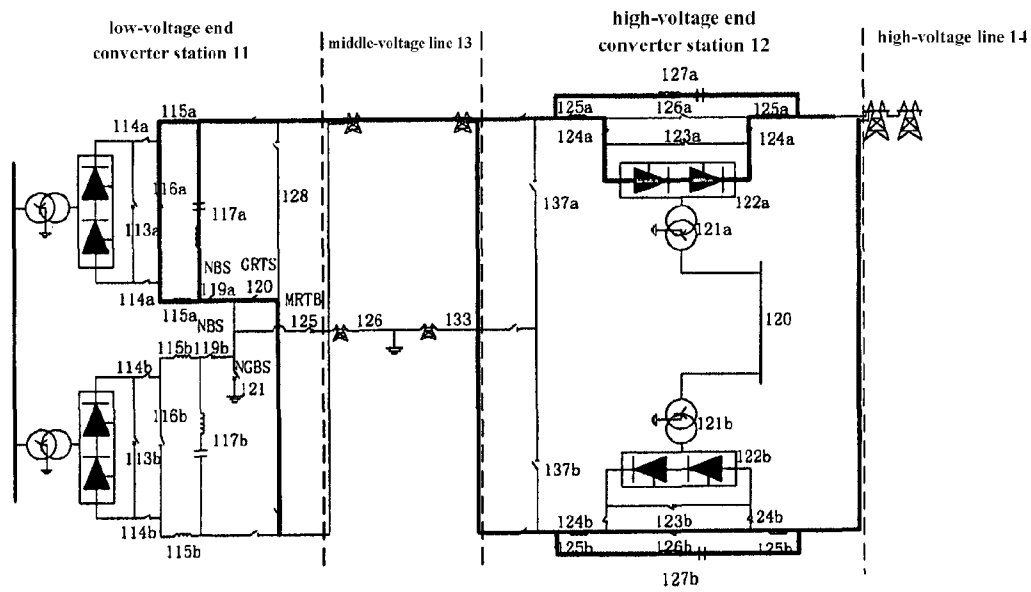 low-voltage end
converter station 11
middle-voltage line 13
high-voltage end
converter station 12
high-voltage line 14
127a
115a
125a
126a
125a
114a
124a
123a
124a
116a
117a
128
122a
113a
137a
121a
NBS
GRTS
114a
119a
120
115a
MRTB
NBS
125
126
133
120
115b
119b
114b
NGBS
121
116b
121b
117b
113b
137b
122b
114b
124b
123b
124b
115b
125b
126b
125b
127b